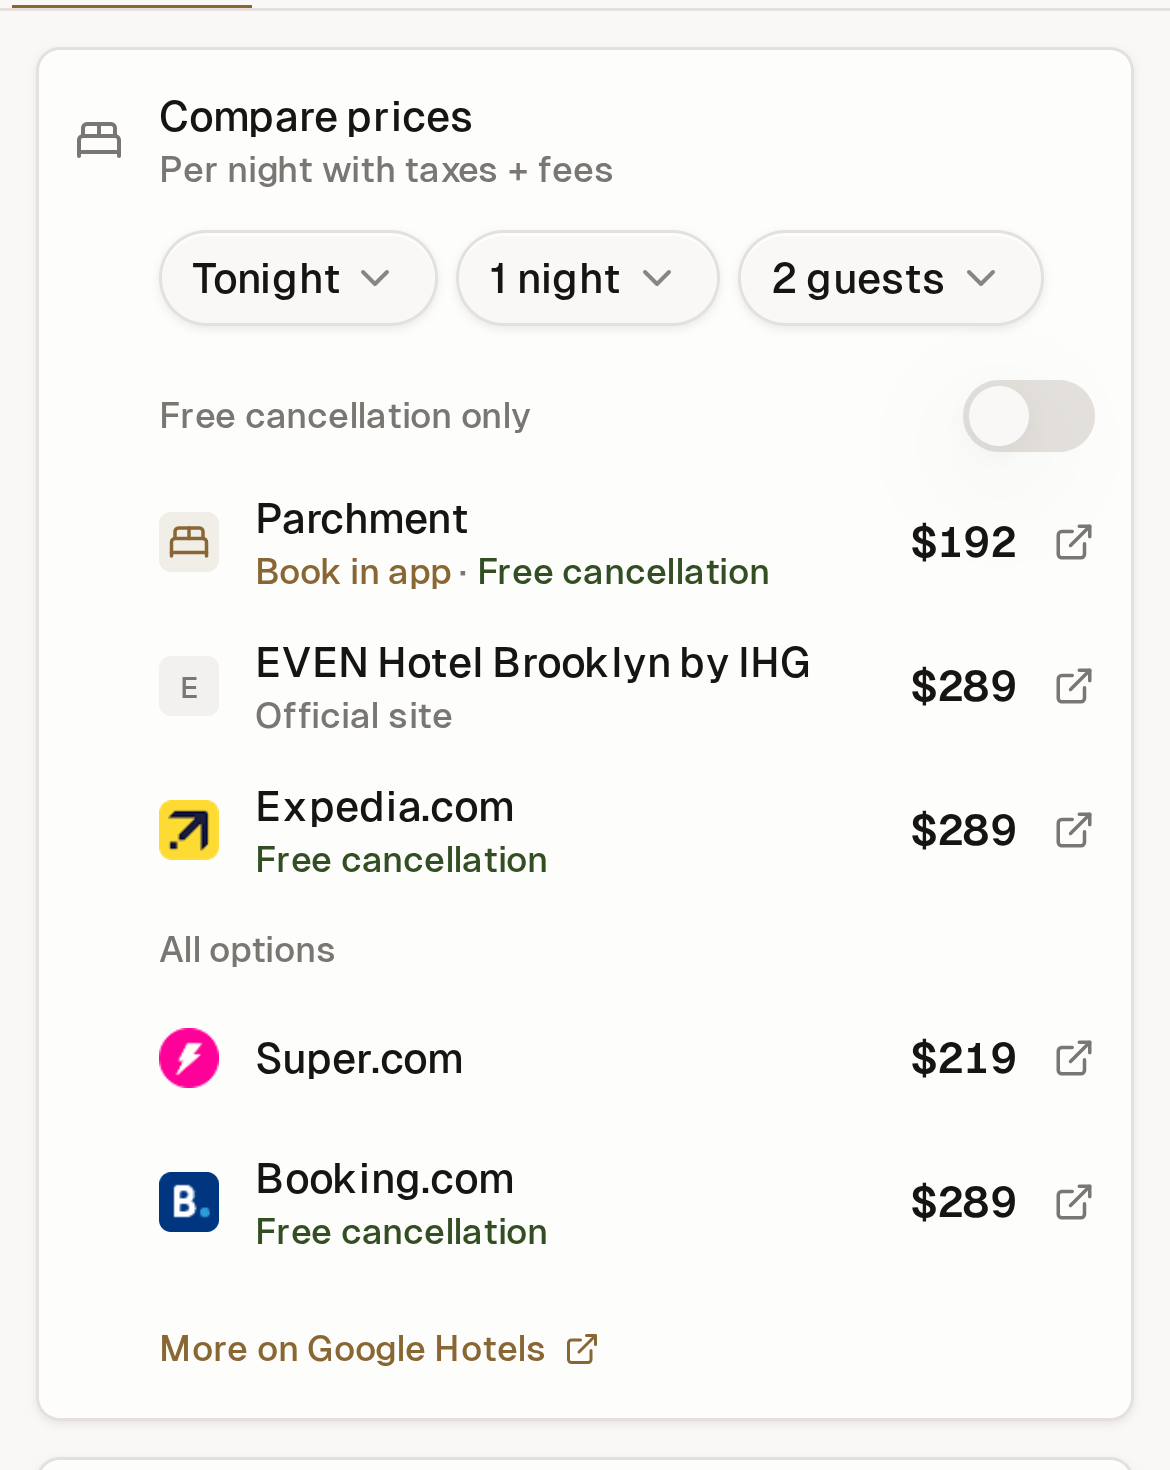 Compare prices
Per night with taxes + fees
Tonight 1 night 2 guests
Free cancellation only
Parchment
Book in app · Free cancellation
$192
E
EVEN Hotel Brooklyn by IHG
Official site
$289
Expedia.com
Free cancellation
$289
All options
Super.com
$219
B.
Booking.com
Free cancellation
$289
More on Google Hotels